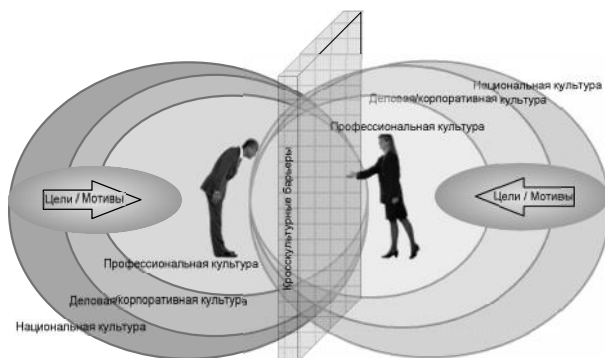 Национальная культура
Деловая/корпоративная культура
Профессиональная культура
Кросскультурные барьеры
Цели / Мотивы
Цели / Мотивы
Профессиональная культура
Деловая/корпоративная культура
Национальная культура